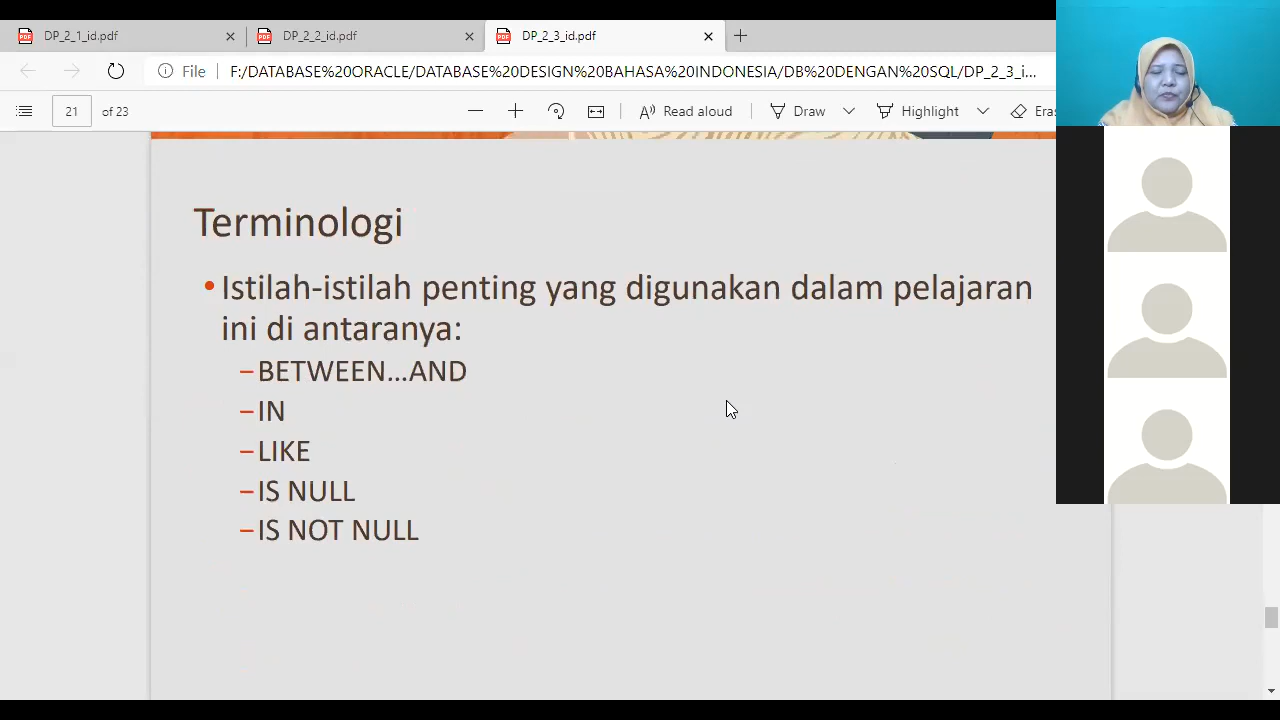 DP_2_1_id.pdf
DP_2_2_id.pdf
DP_2_3_id.pdf
File
F:/DATABASE%20ORACLE/DATABASE%20DESIGN%20BAHASA%20INDONESIA/DB%20DENGAN%20SQL/DP_2_3_i...
21 of 23
Read aloud
Draw
Highlight
Eras
Terminologi
•Istilah-istilah penting yang digunakan dalam pelajaran
ini di antaranya:
–BETWEEN...AND
–IN
–LIKE
–IS NULL
–IS NOT NULL